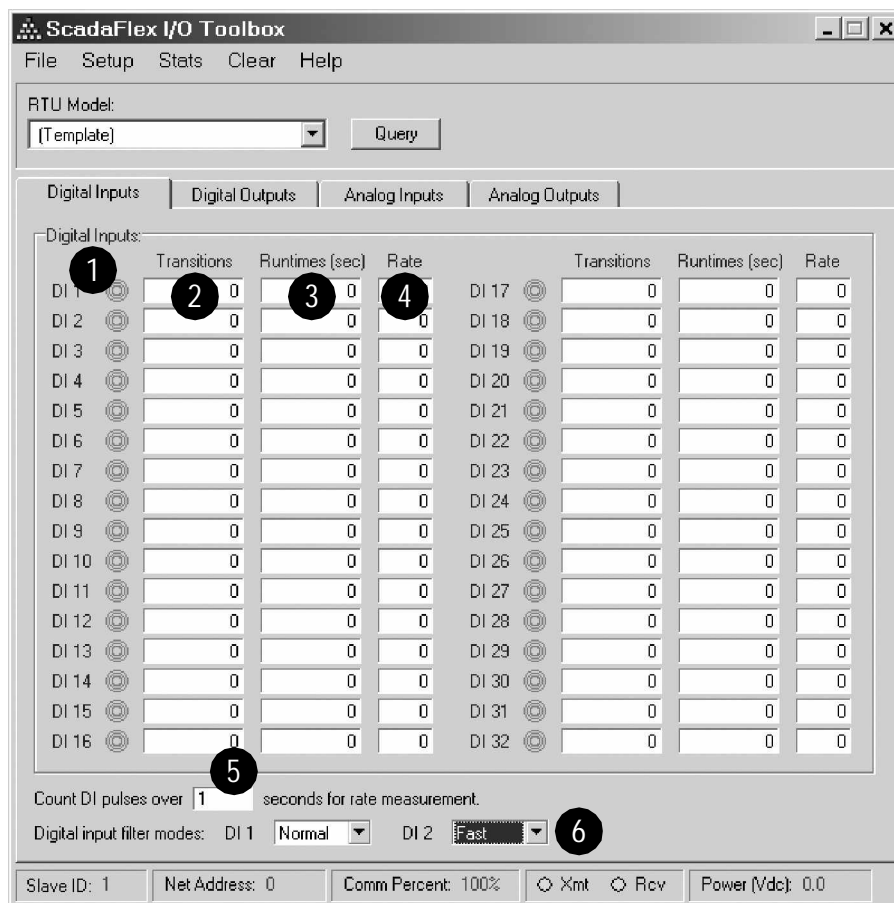 ScadaFlex I/O Toolbox
File Setup Stats Clear Help
RTU Model:
(Template) Query
Digital Inputs Digital Outputs Analog Inputs Analog Outputs
Digital Inputs:
1 Transitions Runtimes (sec) Rate Transitions Runtimes (sec) Rate
DI 1 2 0 3 0 4 DI 17 0 0 0
DI 2 0 0 0 DI 18 0 0 0
DI 3 0 0 0 DI 19 0 0 0
DI 4 0 0 0 DI 20 0 0 0
DI 5 0 0 0 DI 21 0 0 0
DI 6 0 0 0 DI 22 0 0 0
DI 7 0 0 0 DI 23 0 0 0
DI 8 0 0 0 DI 24 0 0 0
DI 9 0 0 0 DI 25 0 0 0
DI 10 0 0 0 DI 26 0 0 0
DI 11 0 0 0 DI 27 0 0 0
DI 12 0 0 0 DI 28 0 0 0
DI 13 0 0 0 DI 29 0 0 0
DI 14 0 0 0 DI 30 0 0 0
DI 15 0 0 0 DI 31 0 0 0
DI 16 0 0 0 DI 32 0 0 0
5
Count DI pulses over 1 seconds for rate measurement.
Digital input filter modes: DI 1 Normal DI 2 Fast 6
Slave ID: 1 Net Address: 0 Comm Percent: 100% Xmt Rcv Power (Vdc): 0.0